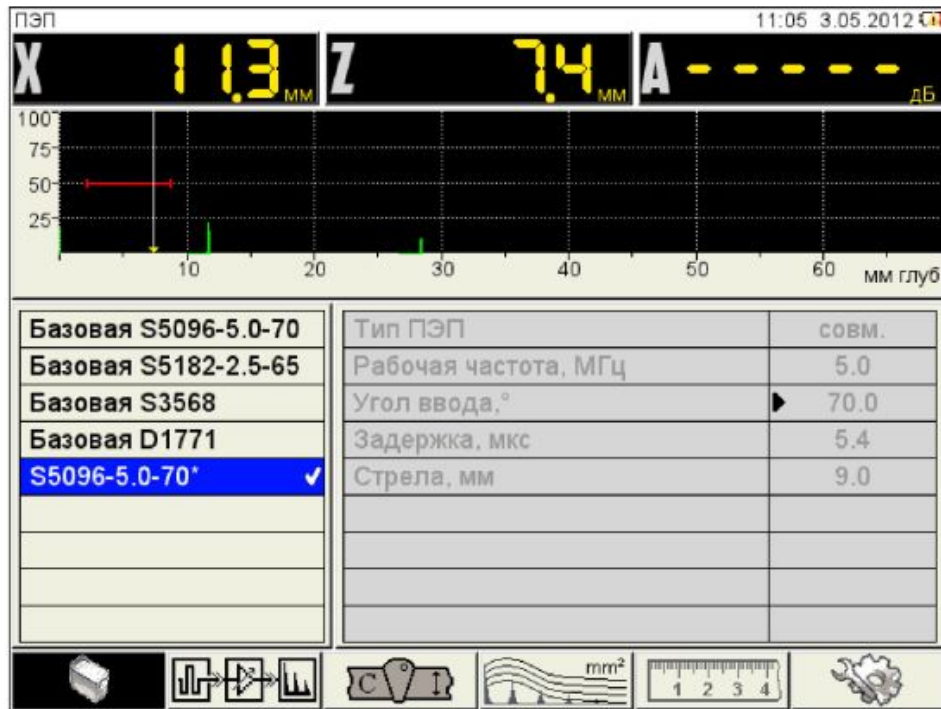 ПЭП 11:05 3.05.2012
X 11.3 мм Z 7.4 мм A - - - - - дБ
100
75
50
25
10 20 30 40 50 60 мм глуб
Базовая S5096-5.0-70
Базовая S5182-2.5-65
Базовая S3568
Базовая D1771
S5096-5.0-70*
Тип ПЭП совм.
Рабочая частота, МГц 5.0
Угол ввода,° 70.0
Задержка, мкс 5.4
Стрела, мм 9.0
C mm² 1 2 3 4